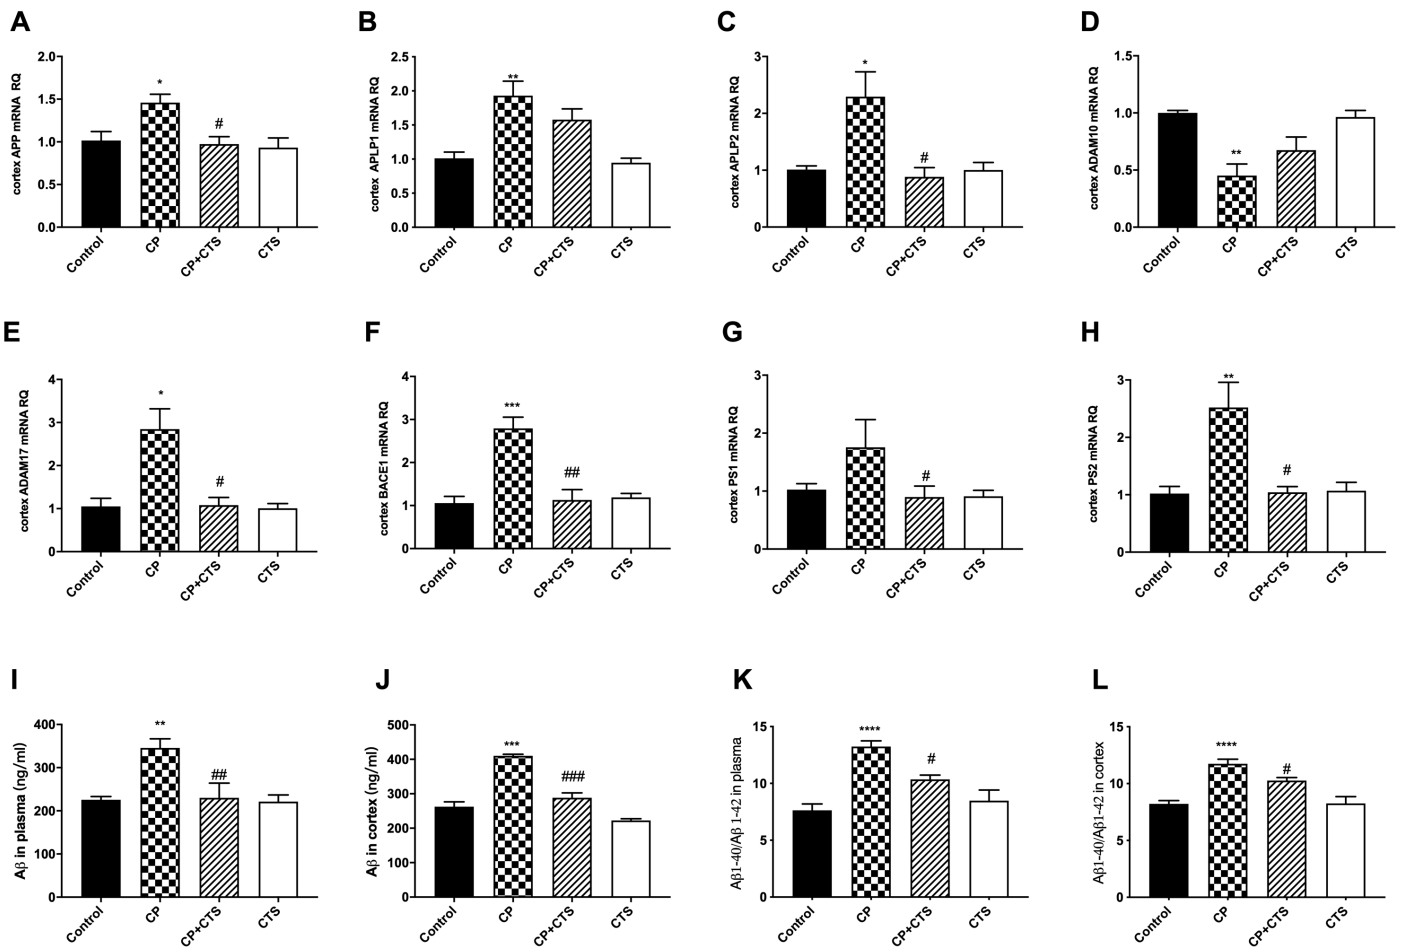 A
cortex APP mRNA RQ
2.0
1.5
1.0
0.5
0.0
*
#
Control
CP
CP+CTS
CTS
B
cortex APLP1 mRNA RQ
2.5
2.0
1.5
1.0
0.5
0.0
**
Control
CP
CP+CTS
CTS
C
cortex APLP2 mRNA RQ
3
2
1
0
*
#
Control
CP
CP+CTS
CTS
D
cortex ADAM10 mRNA RQ
1.5
1.0
0.5
0.0
**
Control
CP
CP+CTS
CTS
E
cortex ADAM17 mRNA RQ
4
3
2
1
0
*
#
Control
CP
CP+CTS
CTS
F
cortex BACE1 mRNA RQ
4
3
2
1
0
***
##
Control
CP
CP+CTS
CTS
G
cortex PS1 mRNA RQ
3
2
1
0
#
Control
CP
CP+CTS
CTS
H
cortex PS2 mRNA RQ
3
2
1
0
**
#
Control
CP
CP+CTS
CTS
I
Aβ in plasma (ng/ml)
400
300
200
100
0
**
##
Control
CP
CP+CTS
CTS
J
Aβ in cortex (ng/ml)
500
400
300
200
100
0
***
###
Control
CP
CP+CTS
CTS
K
Aβ1-40/Aβ 1-42 in plasma
15
10
5
0
****
#
Control
CP
CP+CTS
CTS
L
Aβ1-40/Aβ1-42 in cortex
15
10
5
0
****
#
Control
CP
CP+CTS
CTS